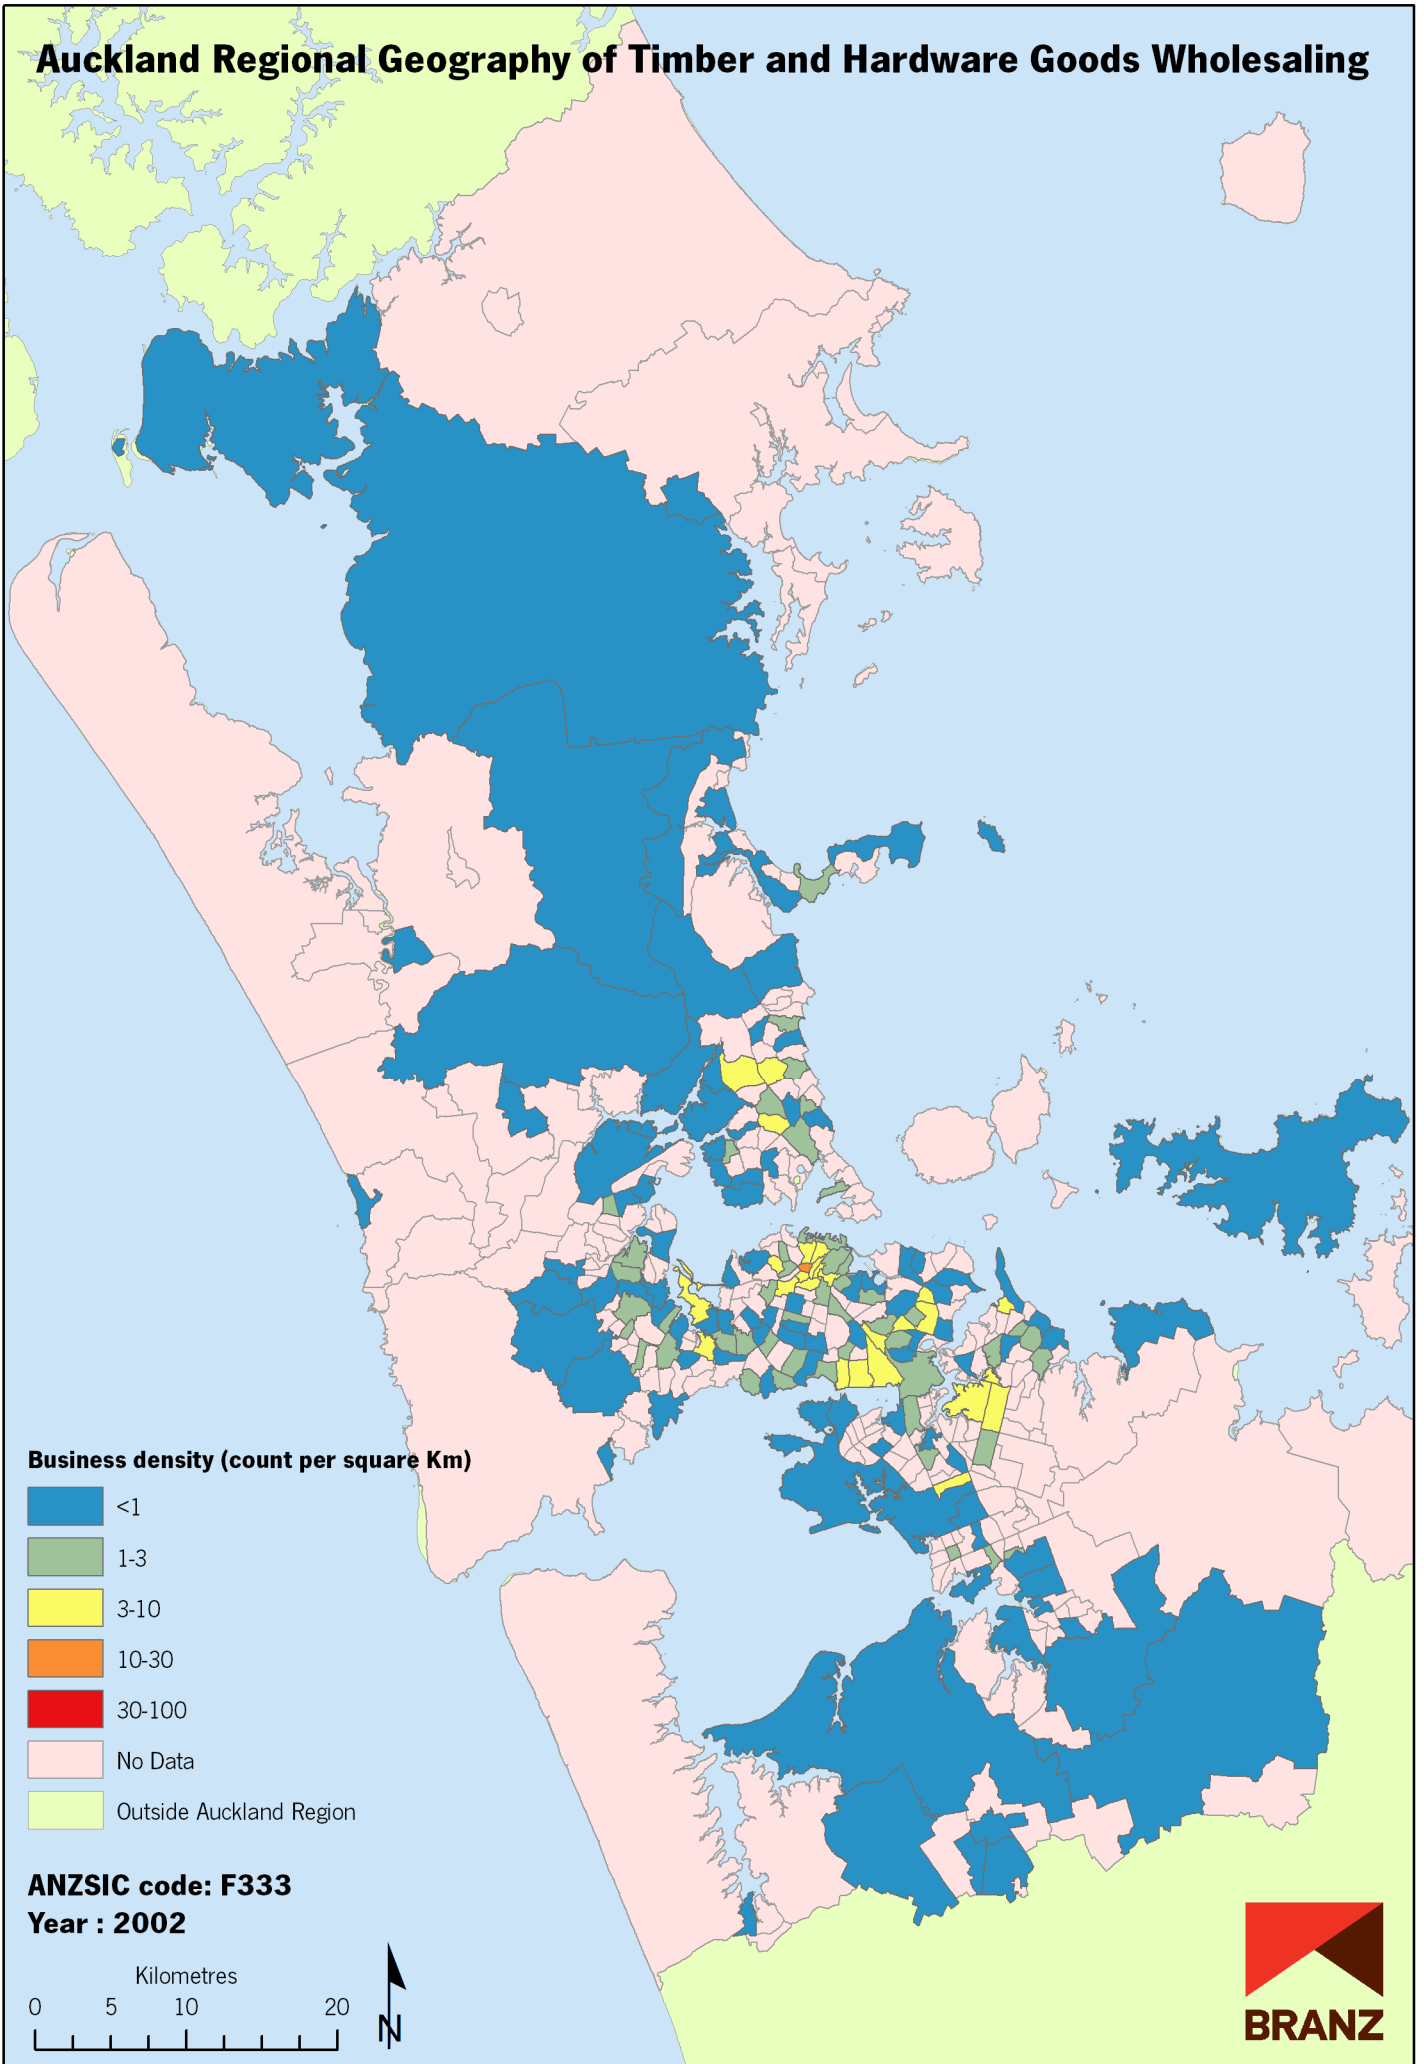 Auckland Regional Geography of Timber and Hardware Goods Wholesaling
Business density (count per square Km)
<1
1-3
3-10
10-30
30-100
No Data
Outside Auckland Region
ANZSIC code: F333
Year : 2002
Kilometres
0 5 10 20
N
BRANZ